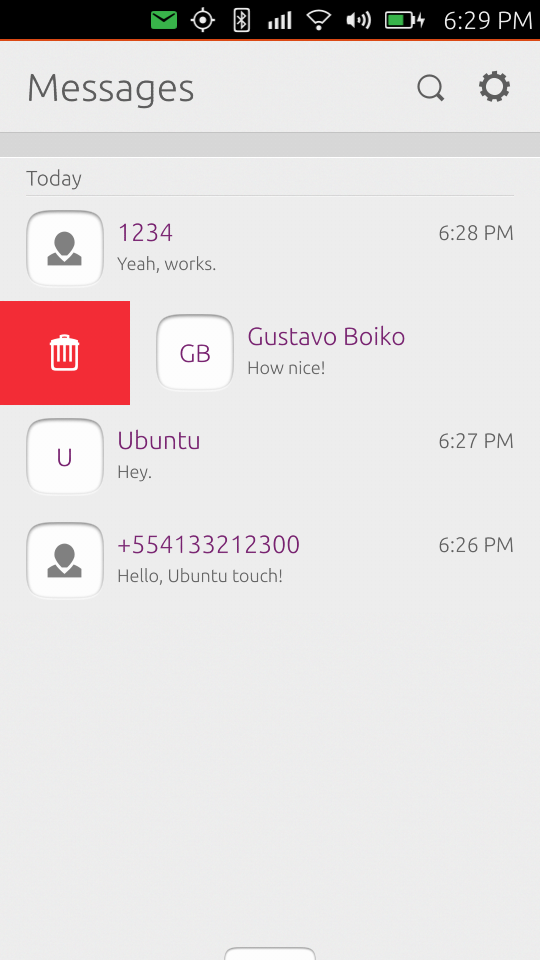 6:29 PM
Messages
Today
1234
6:28 PM
Yeah, works.
GB
Gustavo Boiko
How nice!
U
Ubuntu
6:27 PM
Hey.
+554133212300
6:26 PM
Hello, Ubuntu touch!